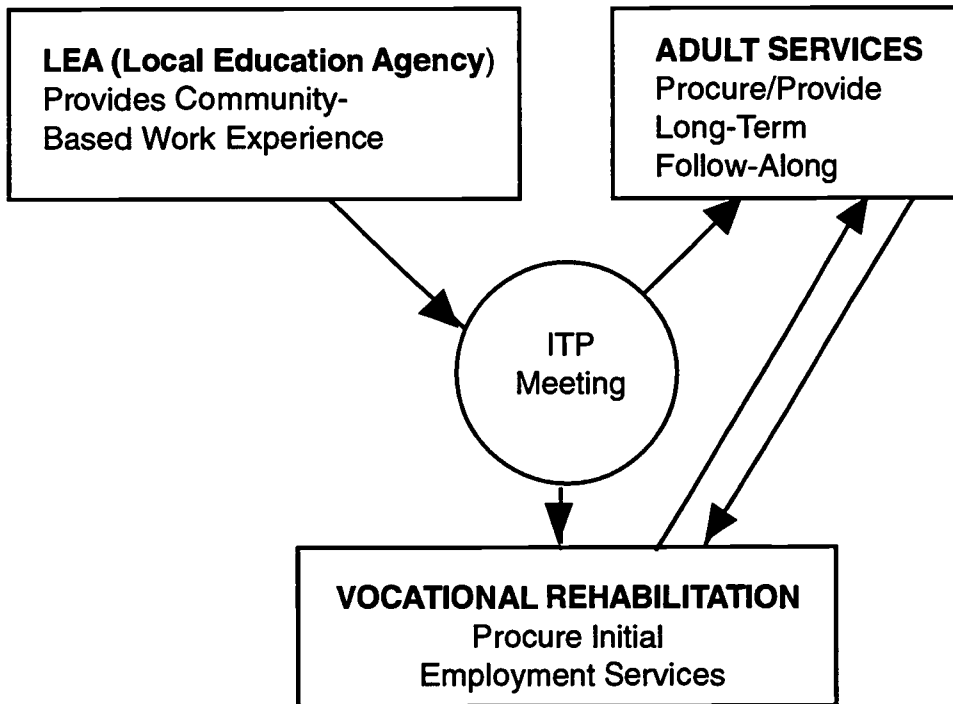 LEA (Local Education Agency)
Provides Community-
Based Work Experience
ADULT SERVICES
Procure/Provide
Long-Term
Follow-Along
ITP
Meeting
VOCATIONAL REHABILITATION
Procure Initial
Employment Services